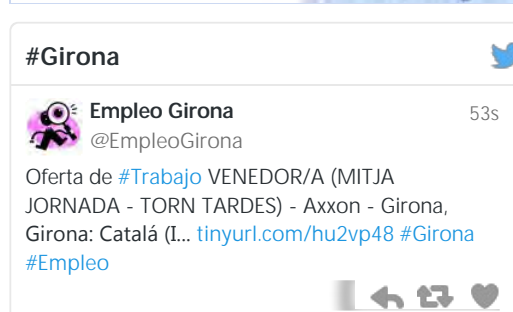 #Girona
Empleo Girona
53s
@EmpleoGirona
Oferta de #Trabajo VENEDOR/A (MITJA
JORNADA - TORN TARDES) - Axxon - Girona,
Girona: Catalá (I... tinyurl.com/hu2vp48 #Girona
#Empleo